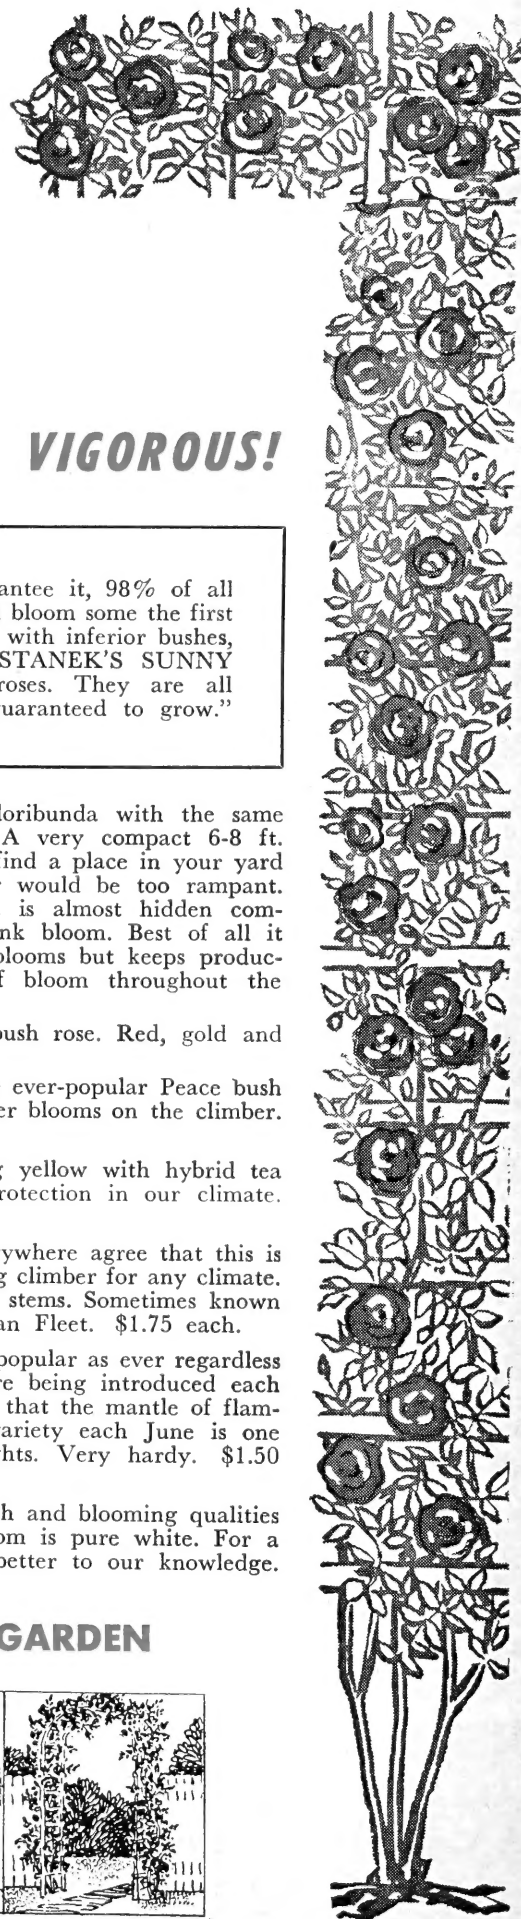 VIGOROUS!
antee it, 98% of all
bloom some the first
with inferior bushes,
STANEK'S SUNNY
roses. They are all
uaranteed to grow."
loribunda with the same
A very compact 6-8 ft.
find a place in your yard
would be too rampant.
is almost hidden com-
nk bloom. Best of all it
blooms but keeps produc-
f bloom throughout the
bush rose. Red, gold and
ever-popular Peace bush
er blooms on the climber.
g yellow with hybrid tea
rotection in our climate.
ywhere agree that this is
g climber for any climate.
stems. Sometimes known
an Fleet. $1.75 each.
popular as ever regardless
re being introduced each
that the mantle of flam-
variety each June is one
hts. Very hardy. $1.50
h and blooming qualities
om is pure white. For a
better to our knowledge.
GARDEN